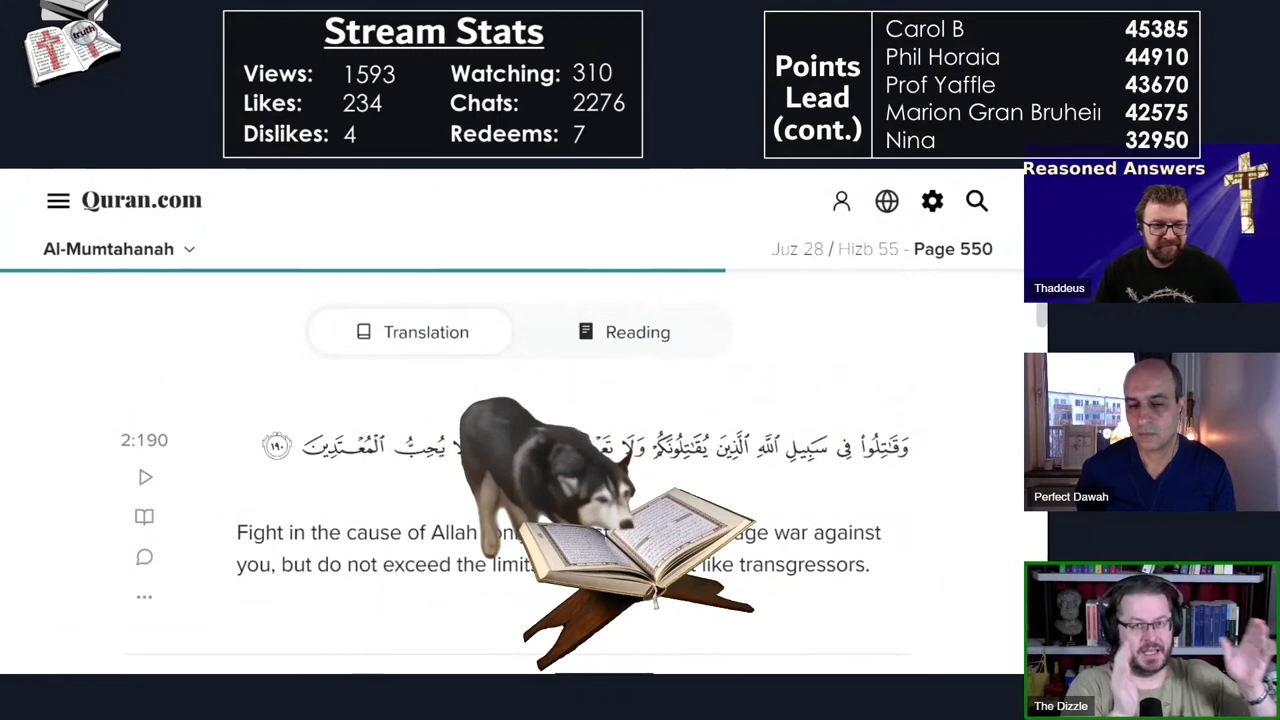 truth
Stream Stats
Views: 1593 Watching: 310
Likes: 234 Chats: 2276
Dislikes: 4 Redeems: 7
Points
Lead
(cont.)
Carol B 45385
Phil Horaia 44910
Prof Yaffle 43670
Marion Gran Bruhein 42575
Nina 32950
Quran.com
Al-Mumtahanah
Juz 28 / Hizb 55 - Page 550
Translation Reading
2:190
وَقَـٰتِلُوا۟ فِى سَبِيلِ ٱللَّهِ ٱلَّذِينَ يُقَـٰتِلُونَكُمْ وَلَا يُحِبُّ ٱلْمُعْتَدِينَ ١٩٠
Fight in the cause of Allah war against
you, but do not exceed the like transgressors.
Reasoned Answers
Thaddeus
Perfect Dawah
The Dizzle